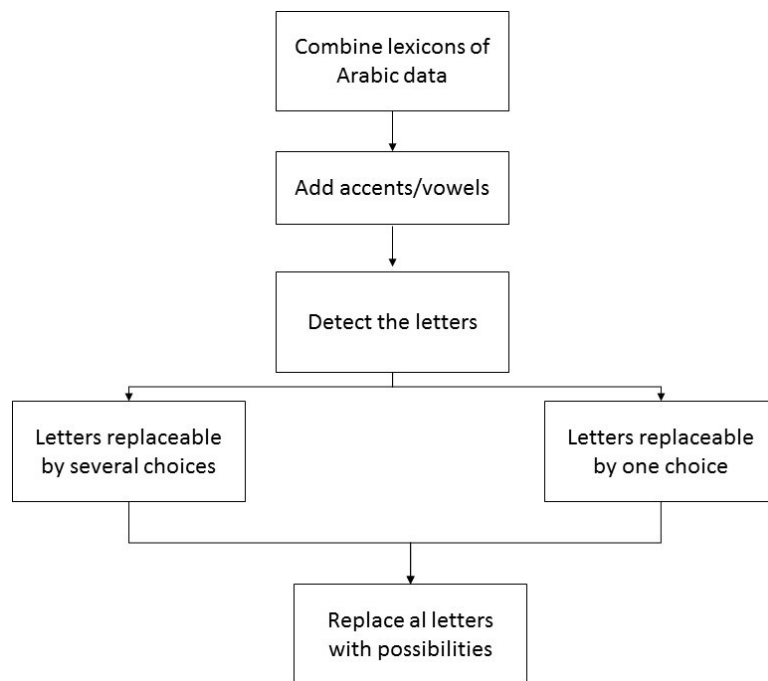 Combine lexicons of
Arabic data
Add accents/vowels
Detect the letters
Letters replaceable
by several choices
Letters replaceable
by one choice
Replace al letters
with possibilities